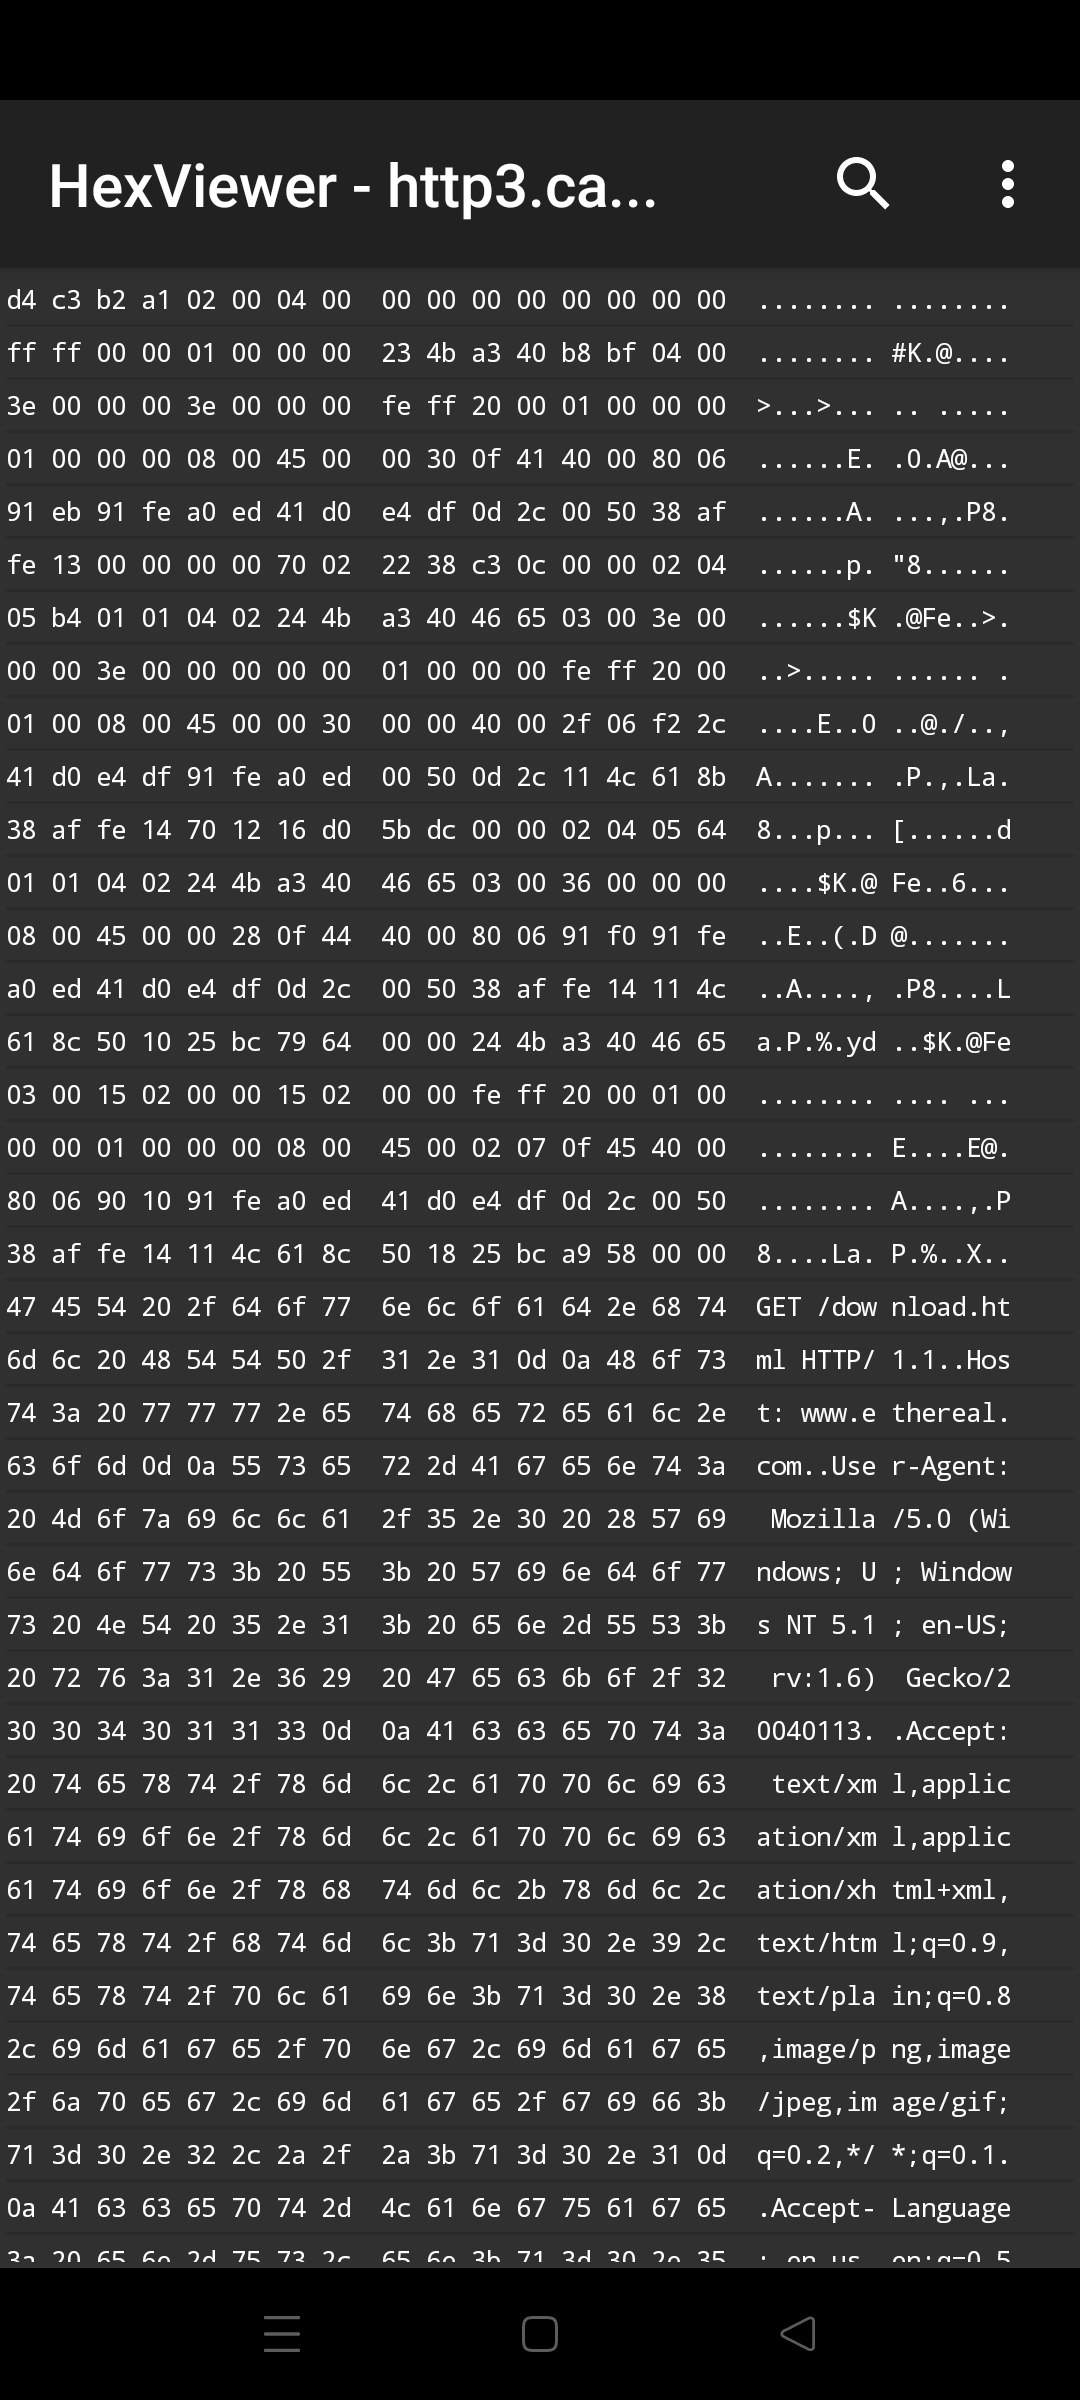 HexViewer - http3.ca...
d4 c3 b2 a1 02 00 04 00 00 00 00 00 00 00 00 00 ........ ........
ff ff 00 00 01 00 00 00 23 4b a3 40 b8 bf 04 00 ........ #K.@....
3e 00 00 00 3e 00 00 00 fe ff 20 00 01 00 00 00 >...>... .. .....
01 00 00 00 08 00 45 00 00 30 0f 41 40 00 80 06 ......E. .0.A@...
91 eb 91 fe a0 ed 41 d0 e4 df 0d 2c 00 50 38 af ......A. ...,.P8.
fe 13 00 00 00 00 70 02 22 38 c3 0c 00 00 02 04 ......p. "8......
05 b4 01 01 04 02 24 4b a3 40 46 65 03 00 3e 00 ......$K .@Fe..>.
00 00 3e 00 00 00 00 00 01 00 00 00 fe ff 20 00 ..>..... ...... .
01 00 08 00 45 00 00 30 00 00 40 00 2f 06 f2 2c ....E..0 ..@./..,
41 d0 e4 df 91 fe a0 ed 00 50 0d 2c 11 4c 61 8b A....... .P.,.La.
38 af fe 14 70 12 16 d0 5b dc 00 00 02 04 05 64 8...p... [......d
01 01 04 02 24 4b a3 40 46 65 03 00 36 00 00 00 ....$K.@ Fe..6...
08 00 45 00 00 28 0f 44 40 00 80 06 91 f0 91 fe ..E..(.D @.......
a0 ed 41 d0 e4 df 0d 2c 00 50 38 af fe 14 11 4c ..A...., .P8....L
61 8c 50 10 25 bc 79 64 00 00 24 4b a3 40 46 65 a.P.%.yd ..$K.@Fe
03 00 15 02 00 00 15 02 00 00 fe ff 20 00 01 00 ........ .... ...
00 00 01 00 00 00 08 00 45 00 02 07 0f 45 40 00 ........ E....E@.
80 06 90 10 91 fe a0 ed 41 d0 e4 df 0d 2c 00 50 ........ A....,.P
38 af fe 14 11 4c 61 8c 50 18 25 bc a9 58 00 00 8....La. P.%..X..
47 45 54 20 2f 64 6f 77 6e 6c 6f 61 64 2e 68 74 GET /dow nload.ht
6d 6c 20 48 54 54 50 2f 31 2e 31 0d 0a 48 6f 73 ml HTTP/ 1.1..Hos
74 3a 20 77 77 77 2e 65 74 68 65 72 65 61 6c 2e t: www.e thereal.
63 6f 6d 0d 0a 55 73 65 72 2d 41 67 65 6e 74 3a com..Use r-Agent:
20 4d 6f 7a 69 6c 6c 61 2f 35 2e 30 20 28 57 69 Mozilla /5.0 (Wi
6e 64 6f 77 73 3b 20 55 3b 20 57 69 6e 64 6f 77 ndows; U ; Window
73 20 4e 54 20 35 2e 31 3b 20 65 6e 2d 55 53 3b s NT 5.1 ; en-US;
20 72 76 3a 31 2e 36 29 20 47 65 63 6b 6f 2f 32 rv:1.6) Gecko/2
30 30 34 30 31 31 33 0d 0a 41 63 63 65 70 74 3a 0040113. .Accept:
20 74 65 78 74 2f 78 6d 6c 2c 61 70 70 6c 69 63 text/xm l,applic
61 74 69 6f 6e 2f 78 6d 6c 2c 61 70 70 6c 69 63 ation/xm l,applic
61 74 69 6f 6e 2f 78 68 74 6d 6c 2b 78 6d 6c 2c ation/xh tml+xml,
74 65 78 74 2f 68 74 6d 6c 3b 71 3d 30 2e 39 2c text/htm l;q=0.9,
74 65 78 74 2f 70 6c 61 69 6e 3b 71 3d 30 2e 38 text/pla in;q=0.8
2c 69 6d 61 67 65 2f 70 6e 67 2c 69 6d 61 67 65 ,image/p ng,image
2f 6a 70 65 67 2c 69 6d 61 67 65 2f 67 69 66 3b /jpeg,im age/gif;
71 3d 30 2e 32 2c 2a 2f 2a 3b 71 3d 30 2e 31 0d q=0.2,*/ *;q=0.1.
0a 41 63 63 65 70 74 2d 4c 61 6e 67 75 61 67 65 .Accept- Language
3a 20 65 6e 2d 75 73 2c 65 6e 3b 71 3d 30 2e 35 : en-us, en;q=0.5